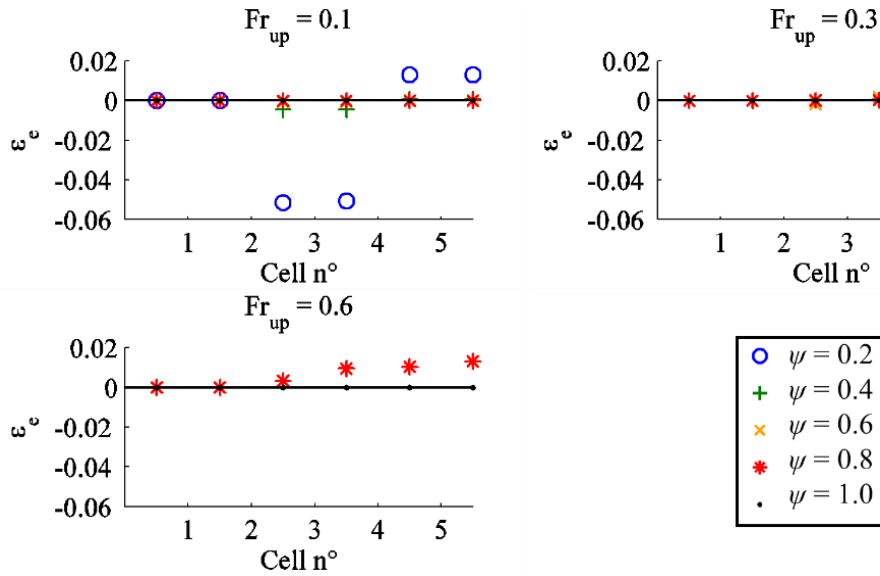 Fr_up = 0.1
0.02
0
-0.02
-0.04
-0.06
ε_e
1 2 3 4 5
Cell n°
Fr_up = 0.3
0.02
0
-0.02
-0.04
-0.06
ε_e
1 2 3
Cell n°
Fr_up = 0.6
0.02
0
-0.02
-0.04
-0.06
ε_e
1 2 3 4 5
Cell n°
ψ = 0.2
ψ = 0.4
ψ = 0.6
ψ = 0.8
ψ = 1.0